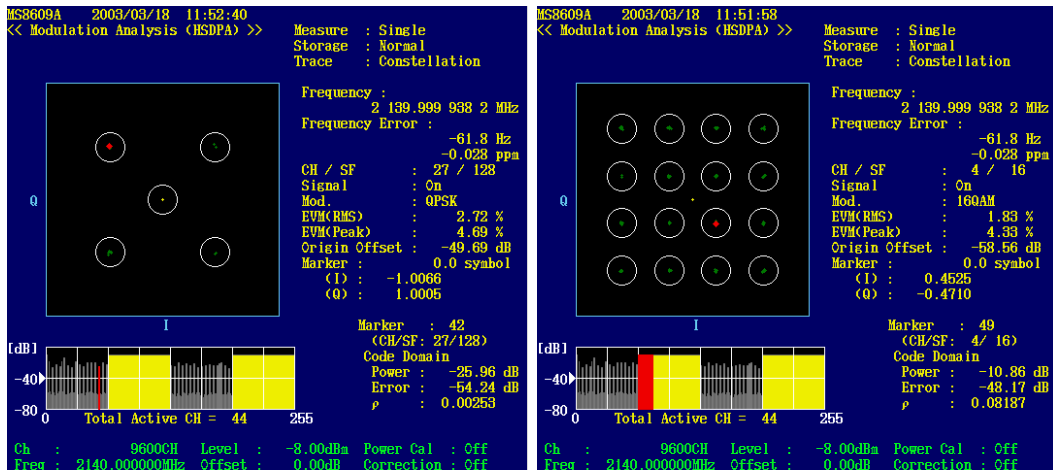 MS8609A 2003/03/18 11:52:40
<< Modulation Analysis (HSDPA) >>
Measure : Single
Storage : Normal
Trace : Constellation
Frequency :
2 139.999 938 2 MHz
Frequency Error :
-61.8 Hz
-0.028 ppm
CH / SF : 27 / 128
Signal : On
Mod. : QPSK
EVM(RMS) : 2.72 %
EVM(Peak) : 4.69 %
Origin Offset : -49.69 dB
Marker : 0.0 symbol
(I) : -1.0066
(Q) : 1.0005
Q
I
Marker : 42
(CH/SF: 27/128)
Code Domain
Power : -25.96 dB
Error : -54.24 dB
ρ : 0.00253
[dB]
-40
-80
0 Total Active CH = 44 255
Ch : 9600CH Level : -8.00dBm Power Cal : Off
Freq : 2140.000000MHz Offset : 0.00dB Correction : Off
MS8609A 2003/03/18 11:51:58
<< Modulation Analysis (HSDPA) >>
Measure : Single
Storage : Normal
Trace : Constellation
Frequency :
2 139.999 938 2 MHz
Frequency Error :
-61.8 Hz
-0.028 ppm
CH / SF : 4 / 16
Signal : On
Mod. : 16QAM
EVM(RMS) : 1.83 %
EVM(Peak) : 4.33 %
Origin Offset : -58.56 dB
Marker : 0.0 symbol
(I) : 0.4525
(Q) : -0.4710
Q
I
Marker : 49
(CH/SF: 4/ 16)
Code Domain
Power : -10.86 dB
Error : -48.17 dB
ρ : 0.08187
[dB]
-40
-80
0 Total Active CH = 44 255
Ch : 9600CH Level : -8.00dBm Power Cal : Off
Freq : 2140.000000MHz Offset : 0.00dB Correction : Off